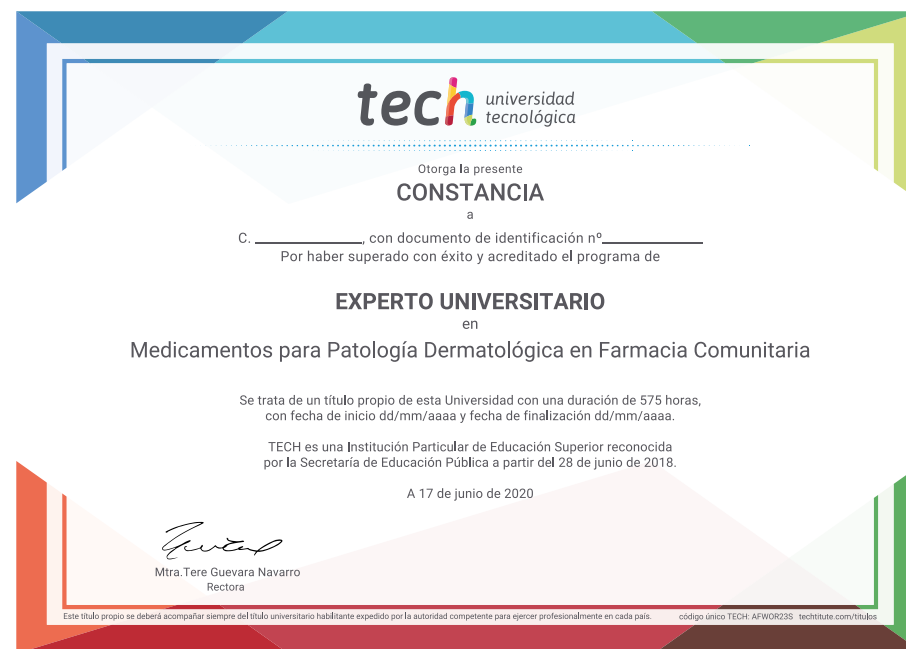 tech universidad
tecnológica
Otorga la presente
CONSTANCIA
a
C. ____________, con documento de identificación nº____________
Por haber superado con éxito y acreditado el programa de
EXPERTO UNIVERSITARIO
en
Medicamentos para Patología Dermatológica en Farmacia Comunitaria
Se trata de un título propio de esta Universidad con una duración de 575 horas,
con fecha de inicio dd/mm/aaaa y fecha de finalización dd/mm/aaaa.
TECH es una Institución Particular de Educación Superior reconocida
por la Secretaría de Educación Pública a partir del 28 de junio de 2018.
A 17 de junio de 2020
Mtra.Tere Guevara Navarro
Rectora
Este título propio se deberá acompañar siempre del título universitario habilitante expedido por la autoridad competente para ejercer profesionalmente en cada país. código único TECH: AFWOR23S techtitute.com/titulos